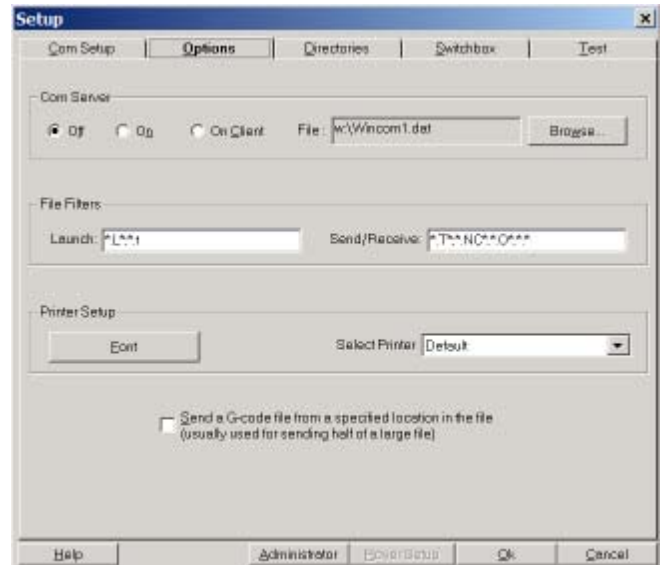 Setup
Com Setup Options Directories Switchbox Test
Com Server
Off On On Client File : w:\Wincom1.dat Browse...
File Filters
Launch: Send/Receive:
Printer Setup
Font Select Printer Default
Send a G-code file from a specified location in the file
(usually used for sending half of a large file)
Help Administrator Ok Cancel